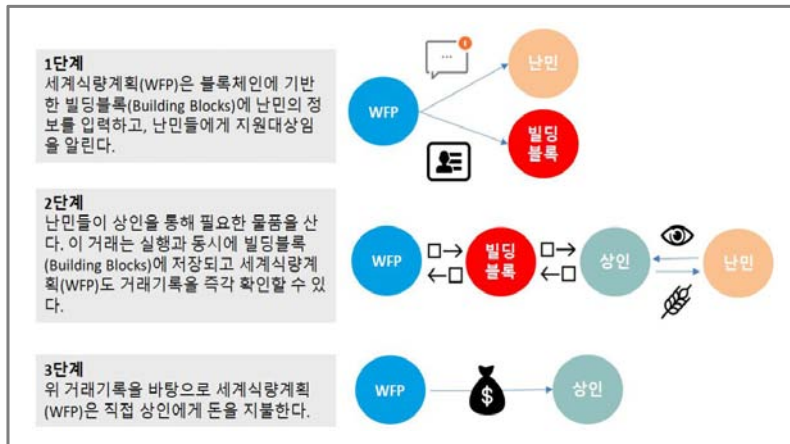 1단계
세계식량계획(WFP)은 블록체인에 기반
한 빌딩블록(Building Blocks)에 난민의 정
보를 입력하고, 난민들에게 지원대상임
을 알린다.
WFP
난민
빌딩
블록
2단계
난민들이 상인을 통해 필요한 물품을 산
다. 이 거래는 실행과 동시에 빌딩블록
(Building Blocks)에 저장되고 세계식량계
획(WFP)도 거래기록을 즉각 확인할 수 있
다.
WFP
빌딩
블록
상인
난민
3단계
위 거래기록을 바탕으로 세계식량계획
(WFP)은 직접 상인에게 돈을 지불한다.
WFP
$
상인